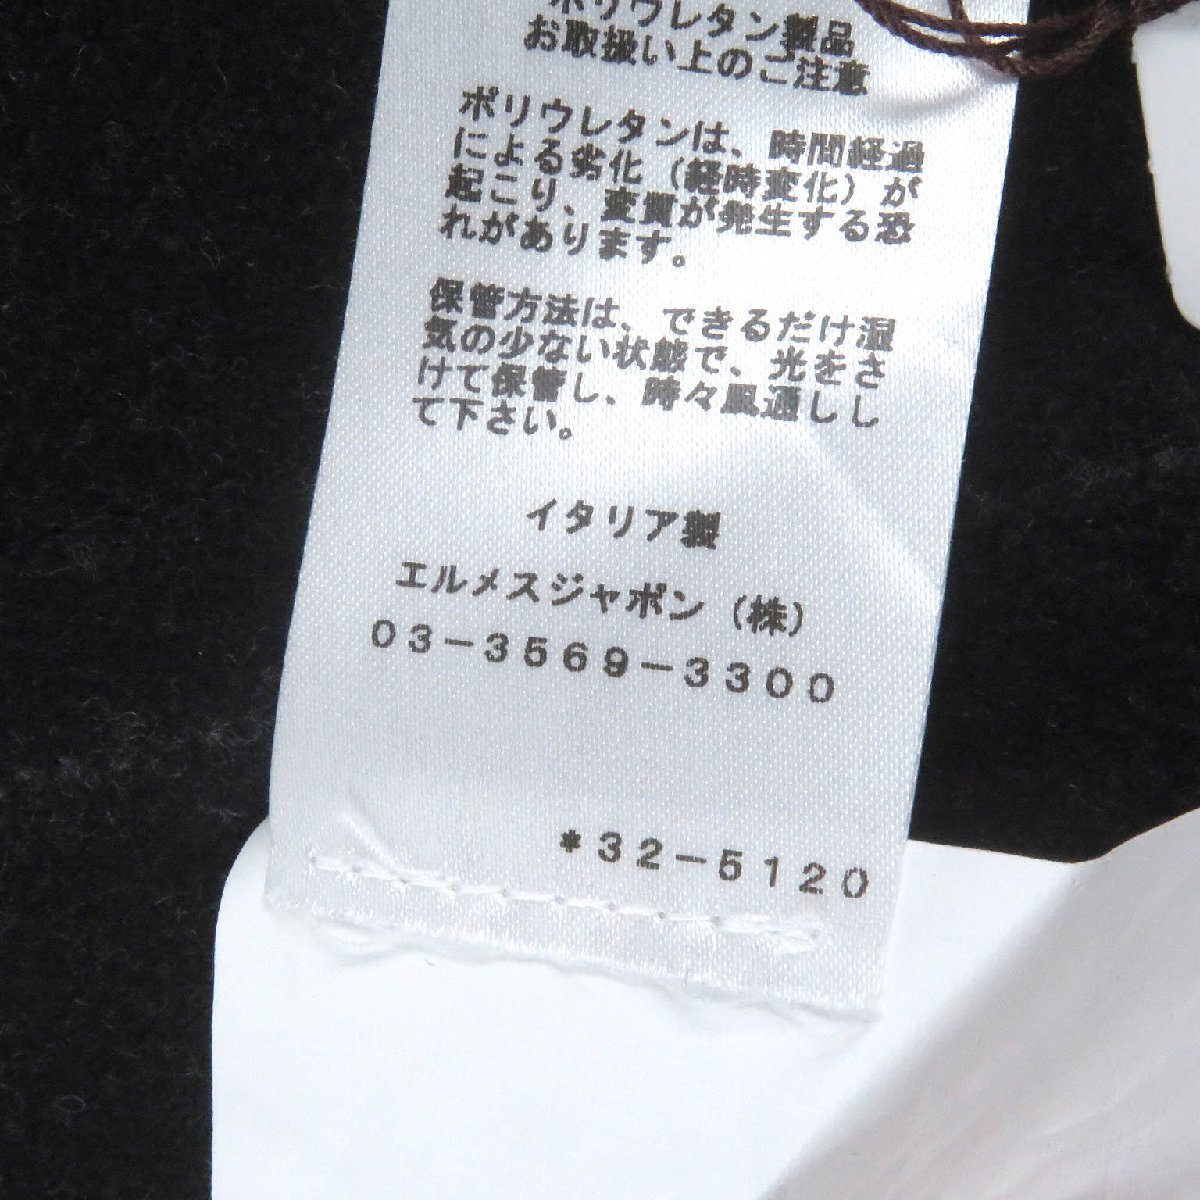 ポリウレタン製品
お取扱い上のご注意
ポリウレタンは、時間経過
による劣化（経時変化）が
起こり、変質が発生する恐
れがあります。
保管方法は、できるだけ湿
気の少ない状態で、光をさ
けて保管し、時々風通しし
て下さい。
イタリア製
エルメスジャポン（株）
03-3569-3300
*32-5120